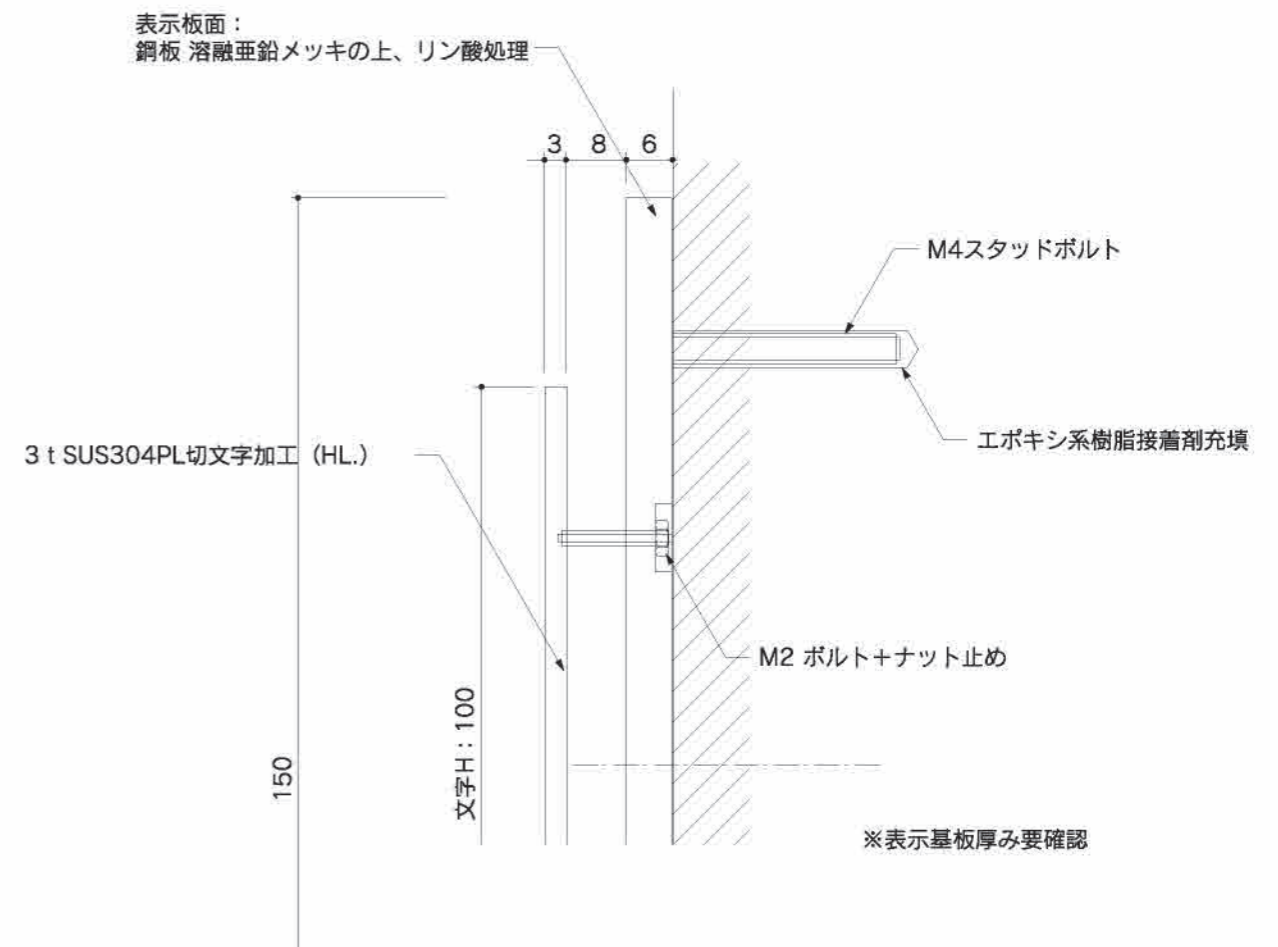 表示板面：
鋼板 溶融亜鉛メッキの上、リン酸処理
3 8 6
M4スタッドボルト
エポキシ系樹脂接着剤充填
3 t SUS304PL切文字加工（HL.）
M2 ボルト＋ナット止め
文字H：100
150
※表示基板厚み要確認